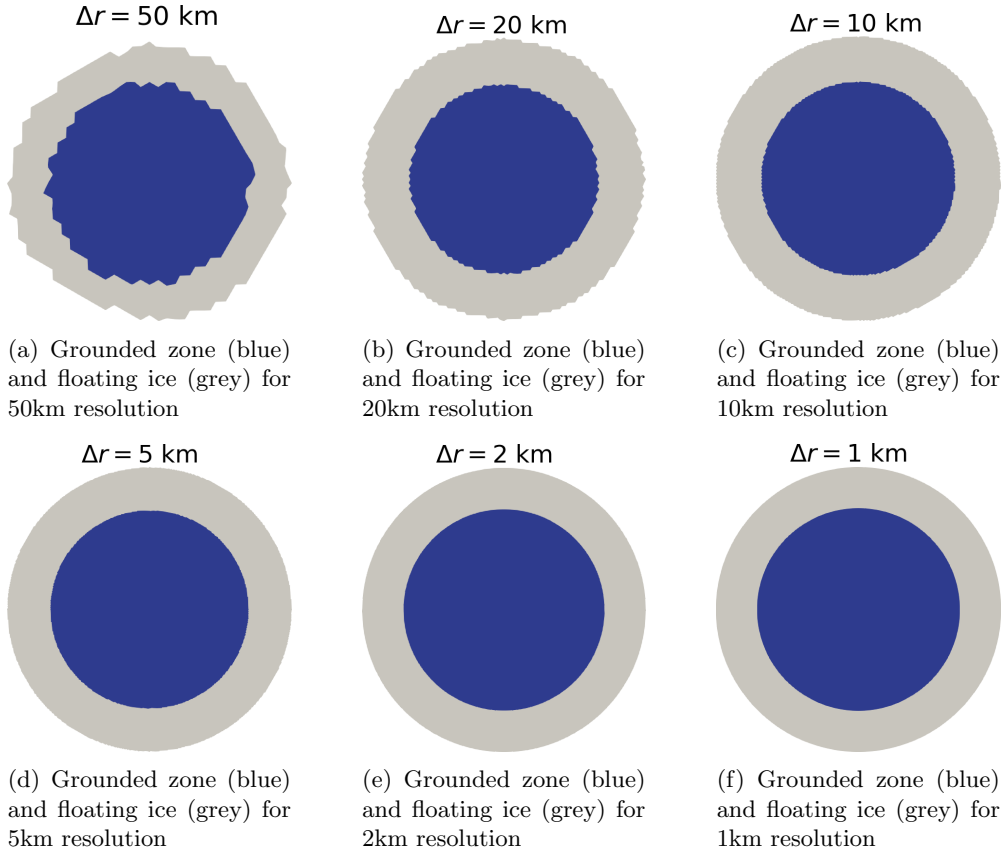 Δr = 50 km
Δr = 20 km
Δr = 10 km
(a) Grounded zone (blue)
and floating ice (grey) for
50km resolution
(b) Grounded zone (blue)
and floating ice (grey) for
20km resolution
(c) Grounded zone (blue)
and floating ice (grey) for
10km resolution
Δr = 5 km
Δr = 2 km
Δr = 1 km
(d) Grounded zone (blue)
and floating ice (grey) for
5km resolution
(e) Grounded zone (blue)
and floating ice (grey) for
2km resolution
(f) Grounded zone (blue)
and floating ice (grey) for
1km resolution